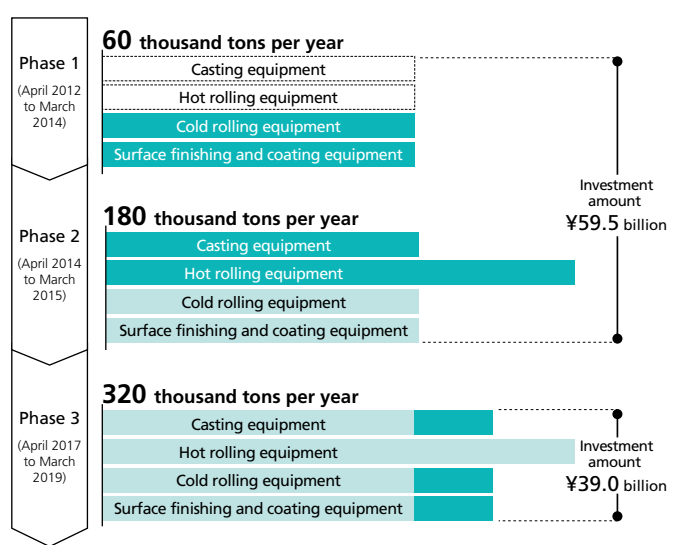 Phase 1
(April 2012
to March
2014)
60 thousand tons per year
Casting equipment
Hot rolling equipment
Cold rolling equipment
Surface finishing and coating equipment
Investment
amount
¥59.5 billion
Phase 2
(April 2014
to March
2015)
180 thousand tons per year
Casting equipment
Hot rolling equipment
Cold rolling equipment
Surface finishing and coating equipment
Phase 3
(April 2017
to March
2019)
320 thousand tons per year
Casting equipment
Hot rolling equipment
Cold rolling equipment
Surface finishing and coating equipment
Investment
amount
¥39.0 billion